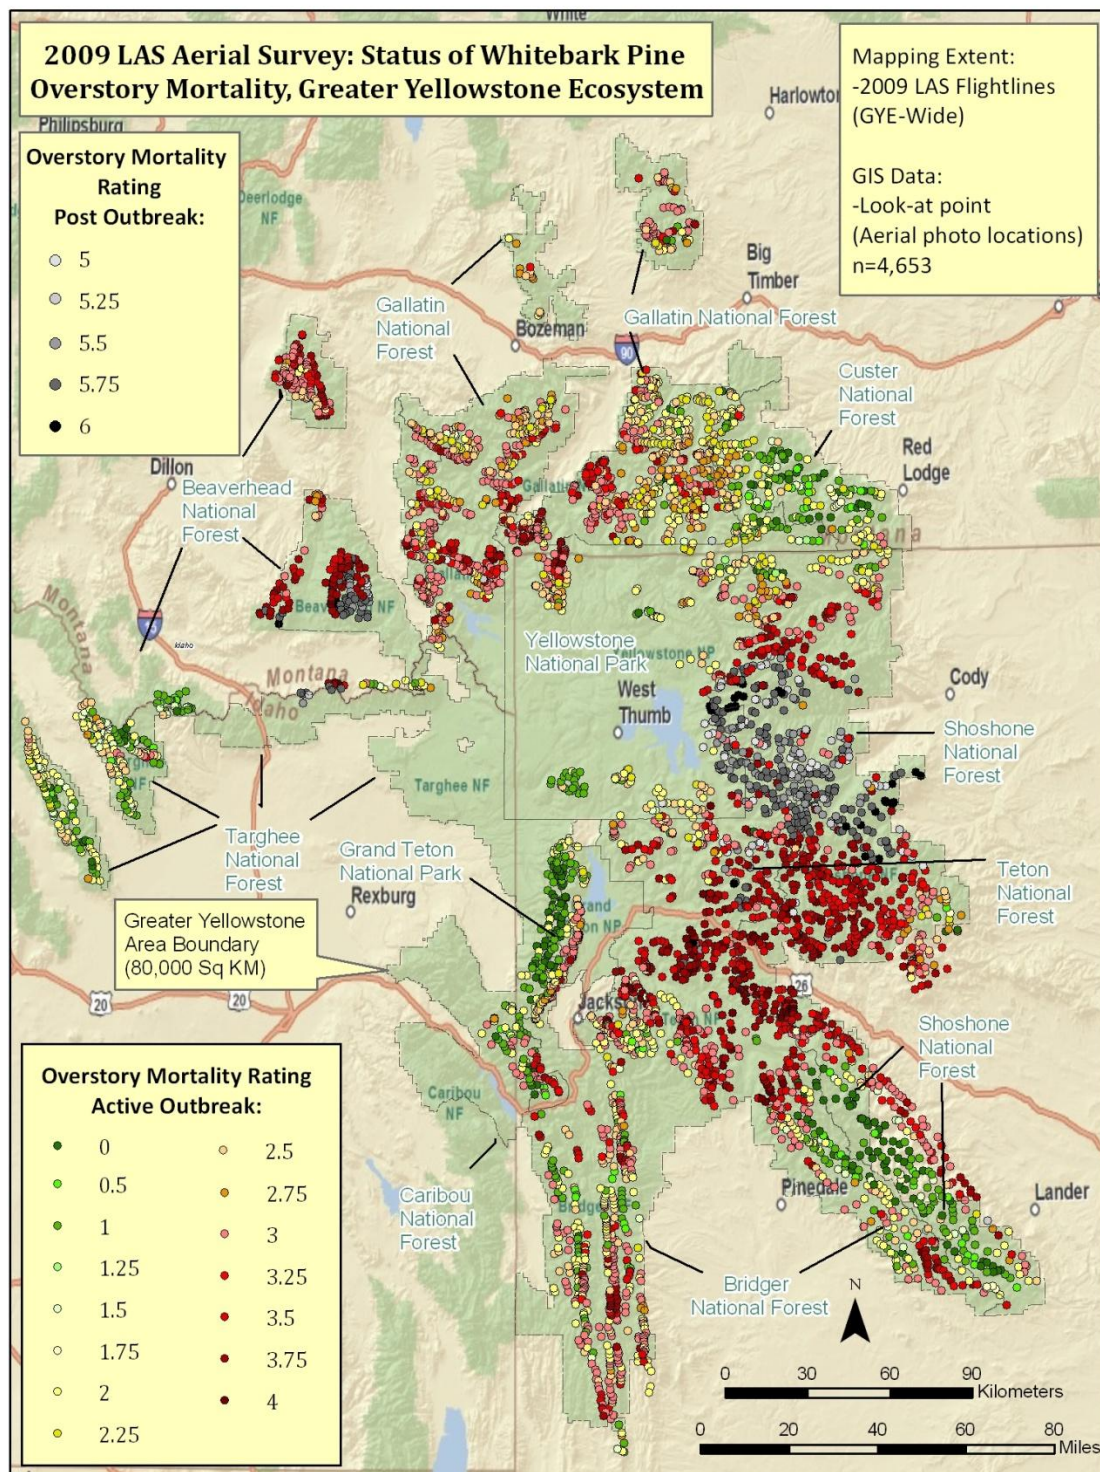 White
2009 LAS Aerial Survey: Status of Whitebark Pine
Overstory Mortality, Greater Yellowstone Ecosystem
Mapping Extent:
-2009 LAS Flightlines
(GYE-Wide)
GIS Data:
-Look-at point
(Aerial photo locations)
n=4,653
Harlowton
Philipsburg
Overstory Mortality
Rating
Post Outbreak:
5
5.25
5.5
5.75
6
Deerlodge
NF
Big
Timber
Gallatin
National
Forest
Gallatin National Forest
Bozeman
90
Custer
National
Forest
Red
Lodge
Dillon
Beaverhead
National
Forest
Montana
Idaho
Montana
Idaho
Yellowstone
National Park
Yellowstone NP
West
Thumb
Cody
Shoshone
National
Forest
Targhee NF
Targhee
National
Forest
Grand Teton
National Park
Rexburg
Teton
National
Forest
Greater Yellowstone
Area Boundary
(80,000 Sq KM)
20
20
26
Shoshone
National
Forest
Caribou
NF
Caribou
National
Forest
Pinedale
Lander
Bridger
National Forest
N
Overstory Mortality Rating
Active Outbreak:
0
0.5
1
1.25
1.5
1.75
2
2.25
2.5
2.75
3
3.25
3.5
3.75
4
0 30 60 90
Kilometers
0 20 40 60 80
Miles